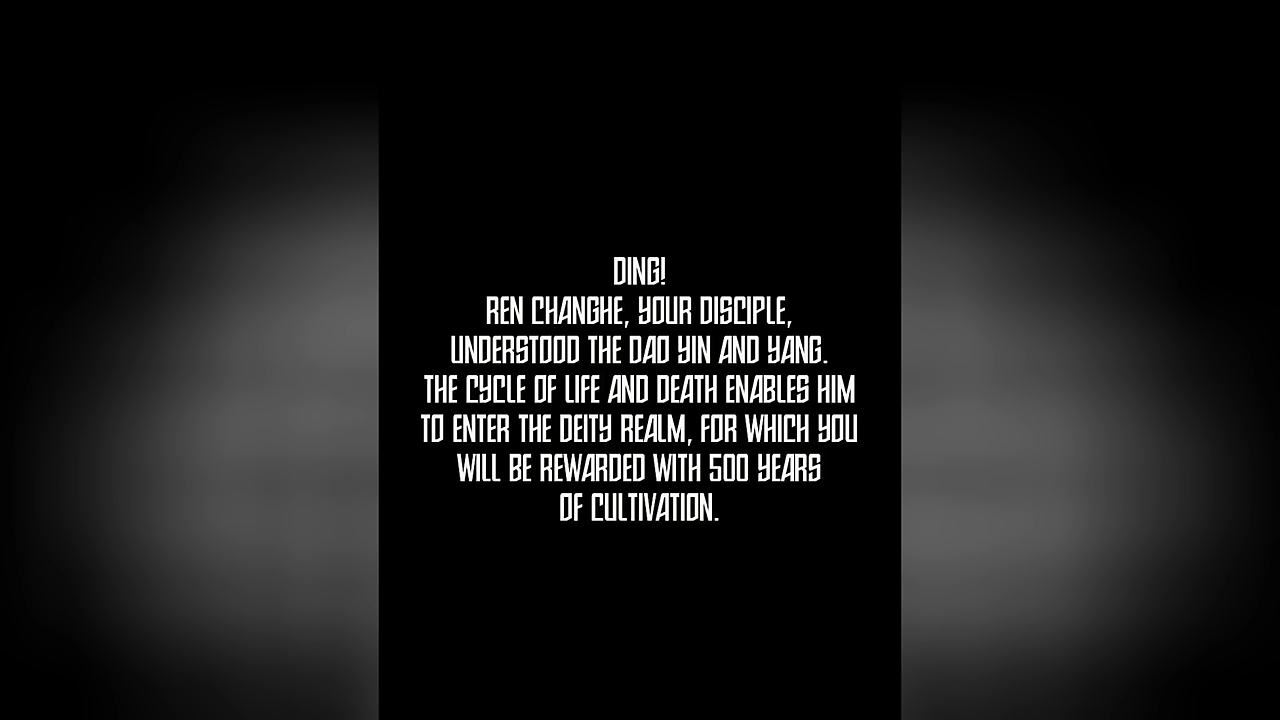 DING!
REN CHANGHE, YOUR DISCIPLE,
UNDERSTOOD THE DAO YIN AND YANG.
THE CYCLE OF LIFE AND DEATH ENABLES HIM
TO ENTER THE DEITY REALM, FOR WHICH YOU
WILL BE REWARDED WITH 500 YEARS
OF CULTIVATION.